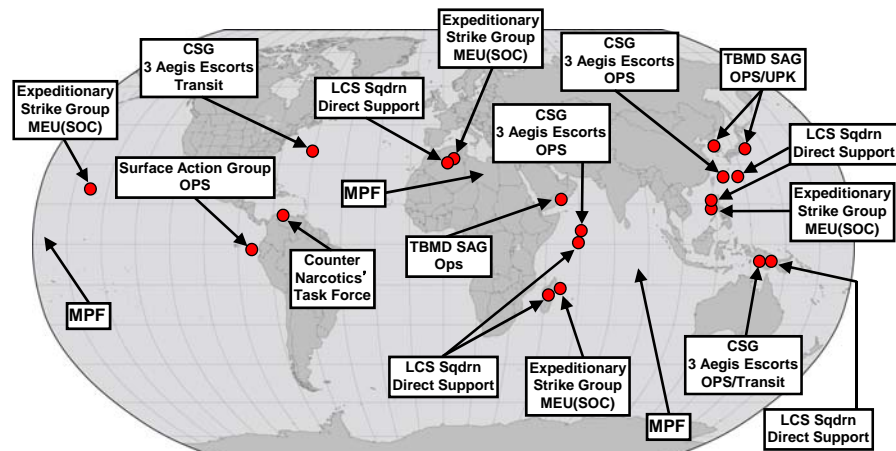 Expeditionary
Strike Group
MEU(SOC)
CSG
3 Aegis Escorts
Transit
LCS Sqdrn
Direct Support
Expeditionary
Strike Group
MEU(SOC)
CSG
3 Aegis Escorts
OPS
TBMD SAG
OPS/UPK
CSG
3 Aegis Escorts
OPS
LCS Sqdrn
Direct Support
Surface Action Group
OPS
MPF
Expeditionary
Strike Group
MEU(SOC)
TBMD SAG
Ops
Counter
Narcotics’
Task Force
MPF
LCS Sqdrn
Direct Support
Expeditionary
Strike Group
MEU(SOC)
CSG
3 Aegis Escorts
OPS/Transit
MPF
LCS Sqdrn
Direct Support